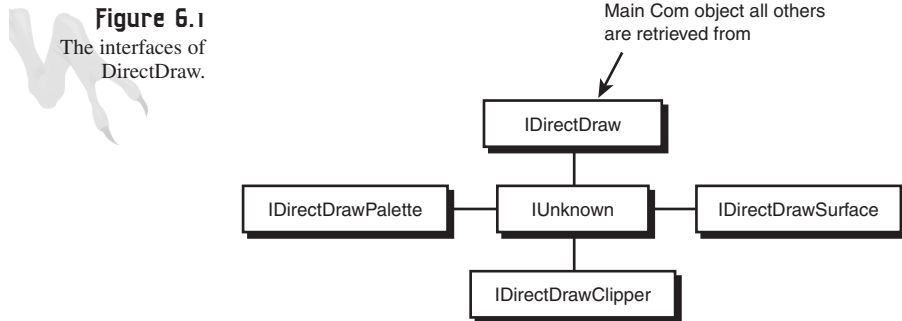 Figure 6.1
The interfaces of
DirectDraw.
Main Com object all others
are retrieved from
IDirectDraw
IDirectDrawPalette
IUnknown
IDirectDrawSurface
IDirectDrawClipper